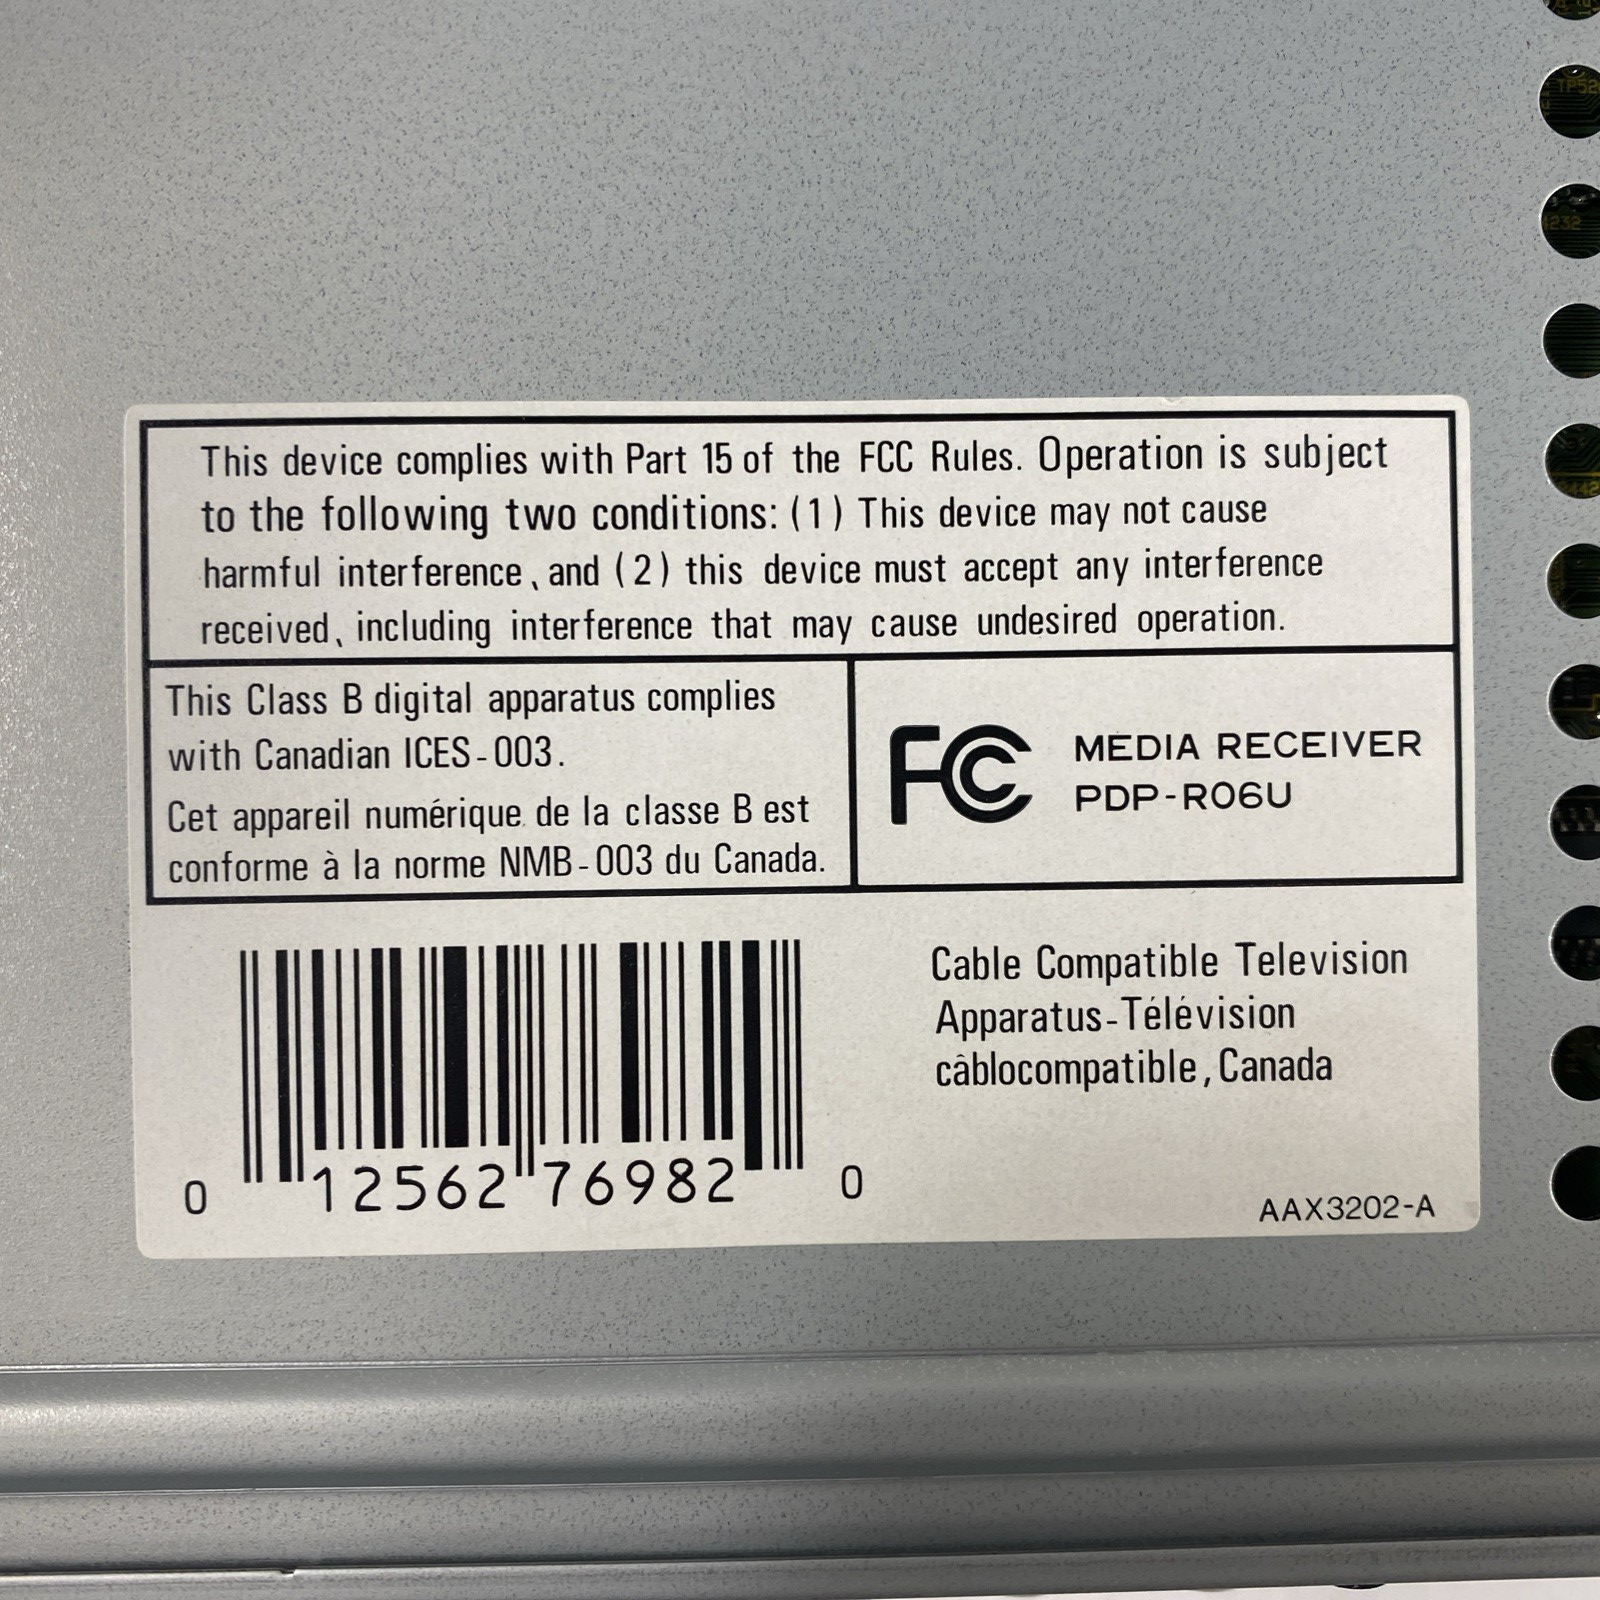 This device complies with Part 15 of the FCC Rules. Operation is subject
to the following two conditions: (1) This device may not cause
harmful interference, and (2) this device must accept any interference
received, including interference that may cause undesired operation.
This Class B digital apparatus complies
with Canadian ICES-003.
Cet appareil numérique de la classe B est
conforme à la norme NMB-003 du Canada.
FC
MEDIA RECEIVER
PDP-R06U
0 12562 76982 0
Cable Compatible Television
Apparatus-Télévision
câblocompatible, Canada
AAX3202-A